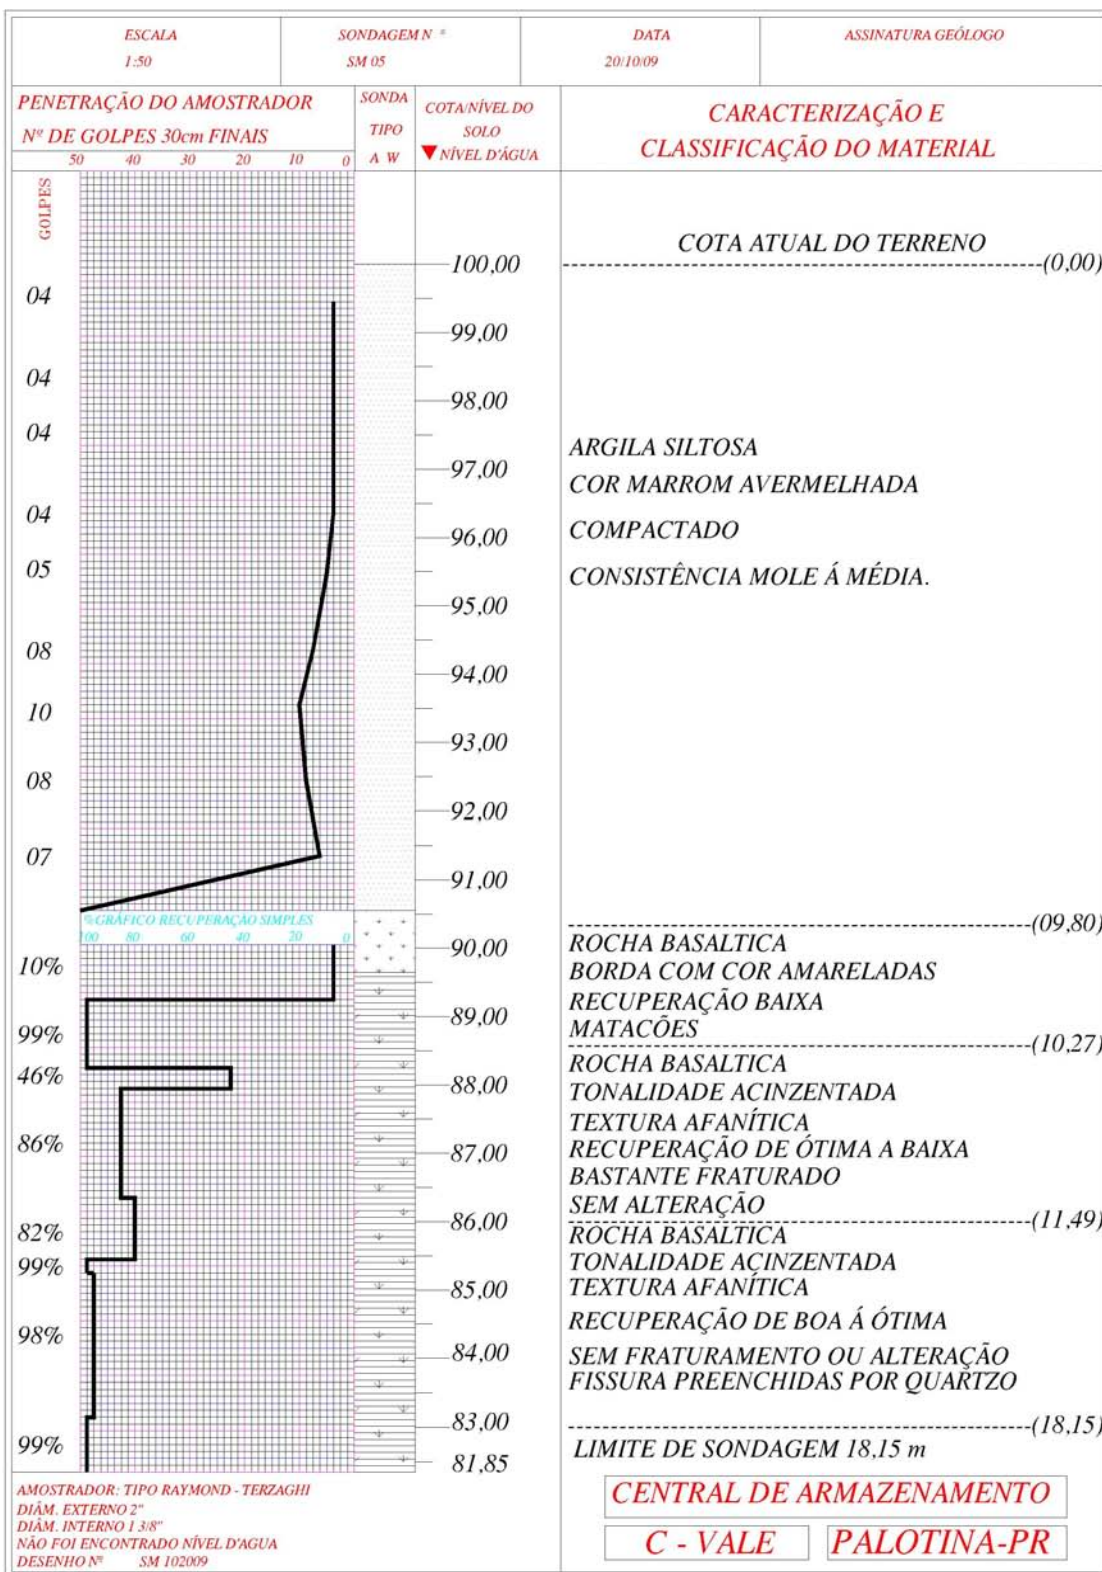 ESCALA
1:50
SONDAGEM N º
SM 05
DATA
20/10/09
ASSINATURA GEÓLOGO
PENETRAÇÃO DO AMOSTRADOR
Nº DE GOLPES 30cm FINAIS
50 40 30 20 10 0
SONDA
TIPO
A W
COTA/NÍVEL DO
SOLO
NÍVEL D'ÁGUA
CARACTERIZAÇÃO E
CLASSIFICAÇÃO DO MATERIAL
GOLPES
COTA ATUAL DO TERRENO
100,00
(0,00)
04
99,00
04
98,00
04
ARGILA SILTOSA
97,00
COR MARROM AVERMELHADA
04
COMPACTADO
96,00
05
CONSISTÊNCIA MOLE Á MÉDIA.
95,00
08
94,00
10
93,00
08
92,00
07
91,00
% GRÁFICO RECUPERAÇÃO SIMPLES
100 80 60 40 20 0
(09,80)
90,00
ROCHA BASALTICA
10%
BORDA COM COR AMARELADAS
RECUPERAÇÃO BAIXA
89,00
MATACÕES
99%
(10,27)
ROCHA BASALTICA
46%
88,00
TONALIDADE ACINZENTADA
TEXTURA AFANÍTICA
86%
87,00
RECUPERAÇÃO DE ÓTIMA A BAIXA
BASTANTE FRATURADO
SEM ALTERAÇÃO
86,00
(11,49)
82%
ROCHA BASALTICA
99%
TONALIDADE ACINZENTADA
85,00
TEXTURA AFANÍTICA
98%
RECUPERAÇÃO DE BOA Á ÓTIMA
84,00
SEM FRATURAMENTO OU ALTERAÇÃO
FISSURA PREENCHIDAS POR QUARTZO
83,00
(18,15)
99%
81,85
LIMITE DE SONDAGEM 18,15 m
AMOSTRADOR: TIPO RAYMOND - TERZAGHI
DIÂM. EXTERNO 2"
DIÂM. INTERNO 1 3/8"
NÃO FOI ENCONTRADO NÍVEL D'AGUA
DESENHO Nº SM 102009
CENTRAL DE ARMAZENAMENTO
C - VALE
PALOTINA-PR